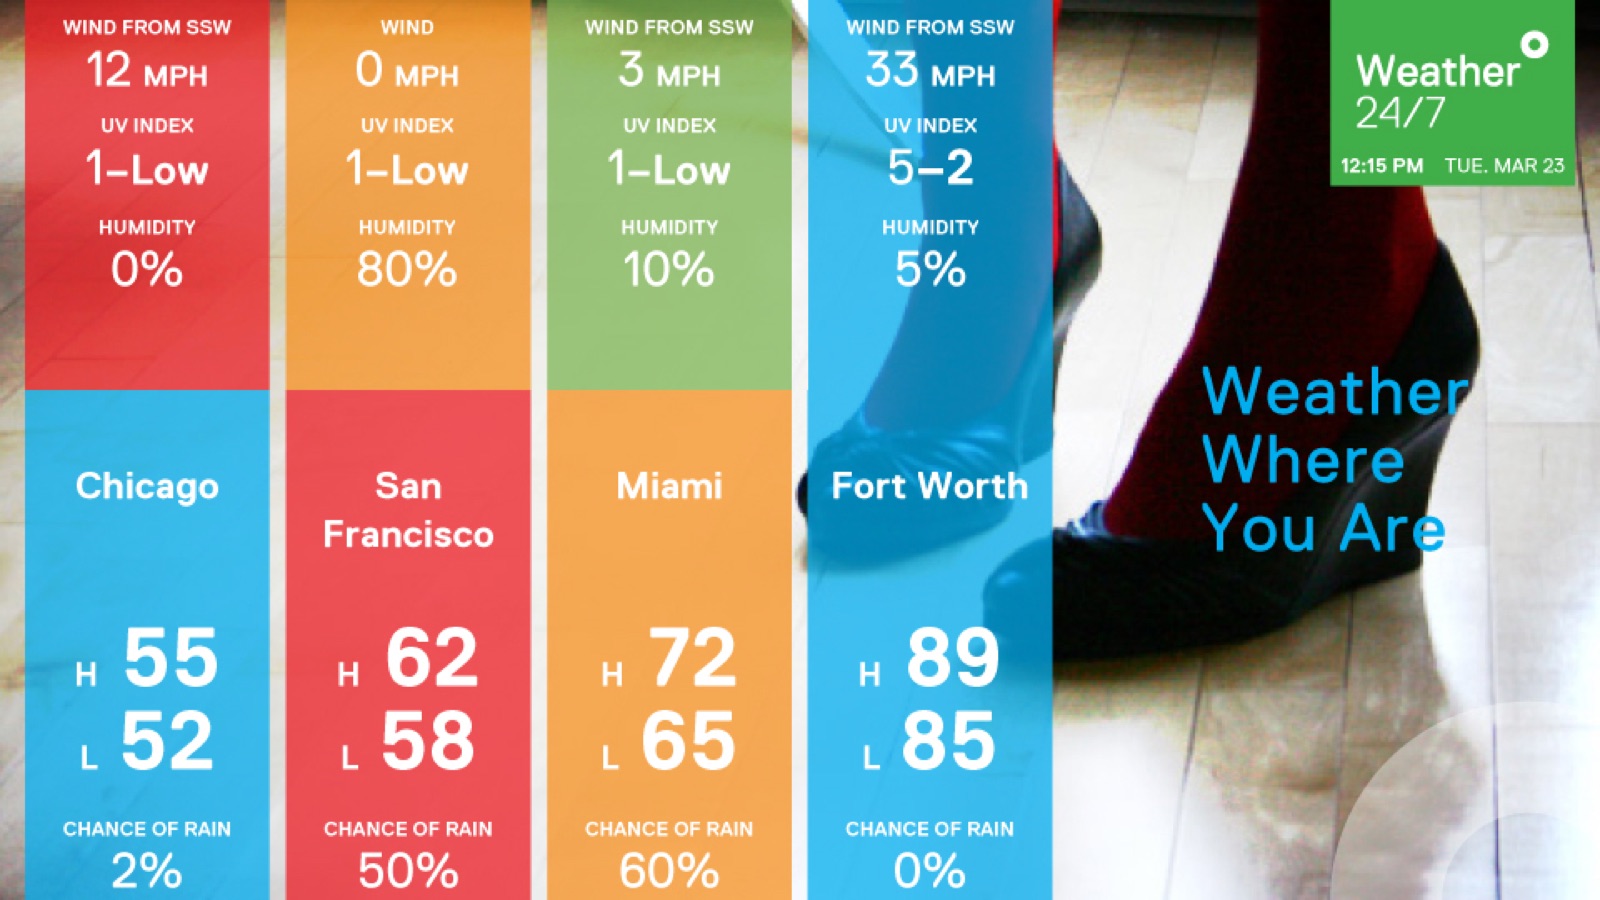 WIND FROM SSW
12 MPH
UV INDEX
1–Low
HUMIDITY
0%
Chicago
H 55
L 52
CHANCE OF RAIN
2%
WIND
0 MPH
UV INDEX
1–Low
HUMIDITY
80%
San
Francisco
H 62
L 58
CHANCE OF RAIN
50%
WIND FROM SSW
3 MPH
UV INDEX
1–Low
HUMIDITY
10%
Miami
H 72
L 65
CHANCE OF RAIN
60%
WIND FROM SSW
33 MPH
UV INDEX
5–2
HUMIDITY
5%
Fort Worth
H 89
L 85
CHANCE OF RAIN
0%
Weather
24/7
12:15 PM TUE. MAR 23
Weather
Where
You Are